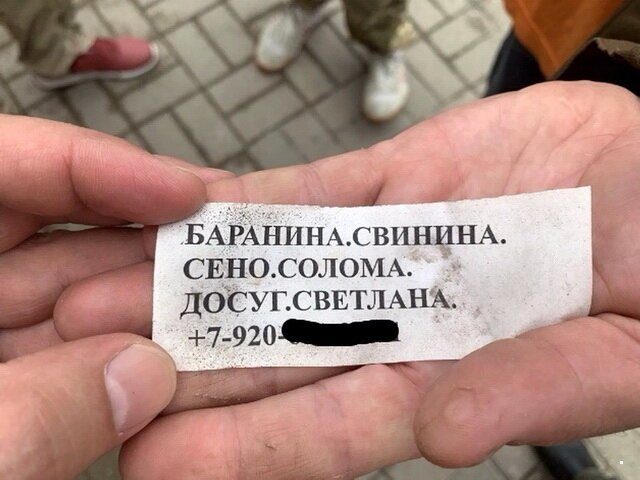 БАРАНИНА.СВИНИНА.
СЕНО.СОЛОМА.
ДОСУГ.СВЕТЛАНА.
+7-920-